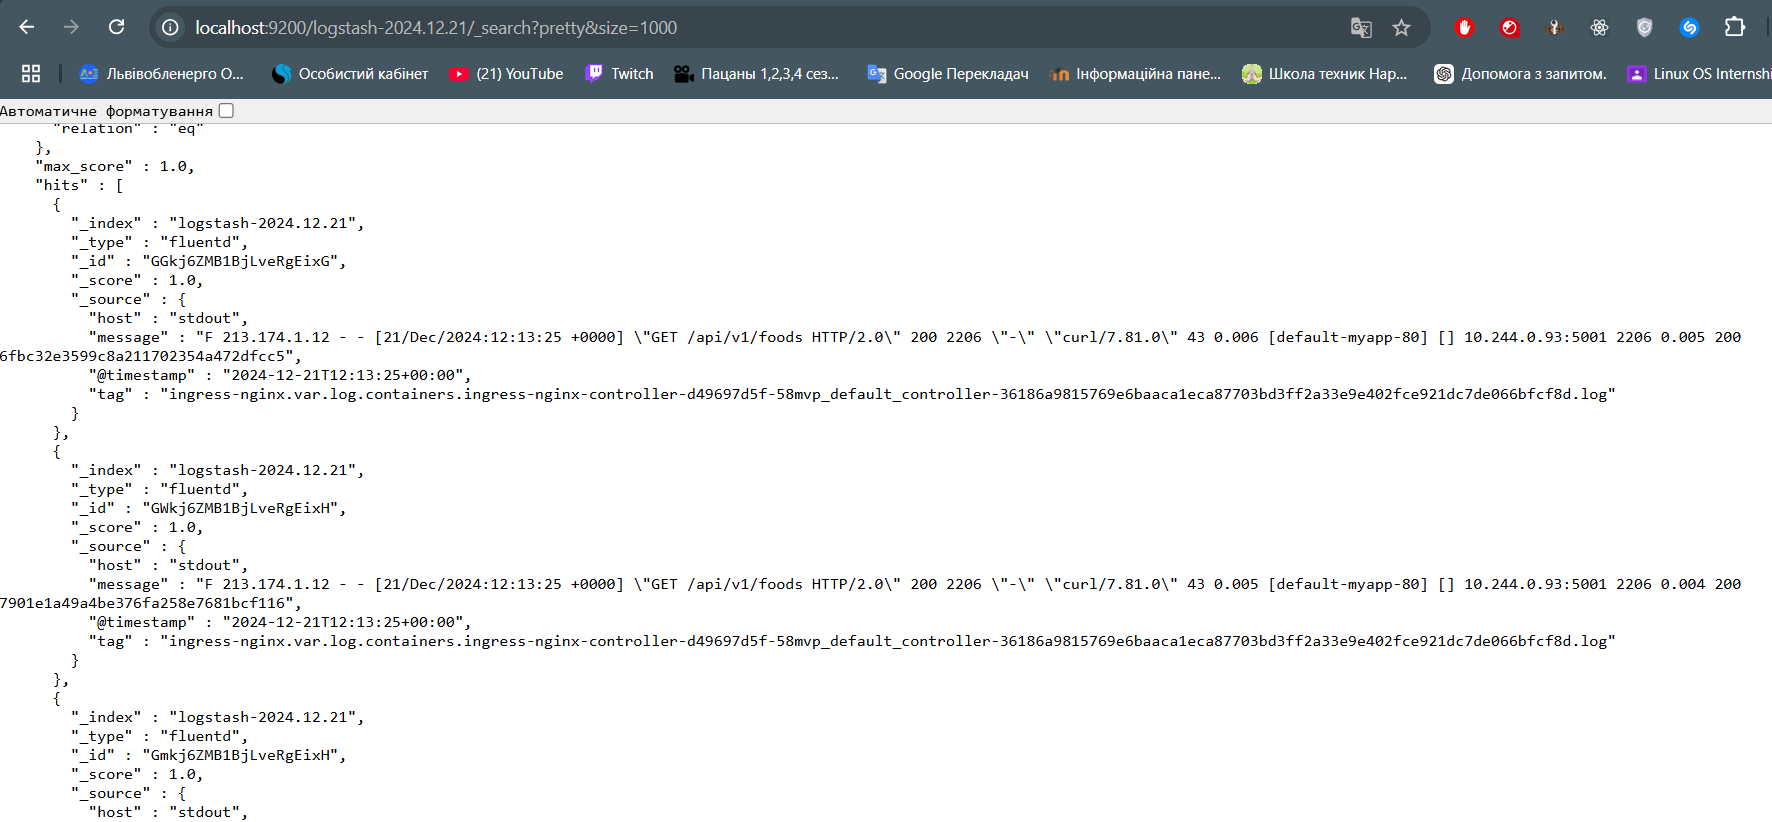 localhost:9200/logstash-2024.12.21/_search?pretty&size=1000
Львівобленерго О... Особистий кабінет (21) YouTube Twitch Пацаны 1,2,3,4 сез... Google Перекладач Інформаційна пане... Школа технік Нар... Допомога з запитом. Linux OS Internshi
Автоматичне форматування
"relation" : "eq"
},
"max_score" : 1.0,
"hits" : [
{
"_index" : "logstash-2024.12.21",
"_type" : "fluentd",
"_id" : "GGkj6ZMB1BjLveRgEixG",
"_score" : 1.0,
"_source" : {
"host" : "stdout",
"message" : "F 213.174.1.12 - - [21/Dec/2024:12:13:25 +0000] \"GET /api/v1/foods HTTP/2.0\" 200 2206 \"-\" \"curl/7.81.0\" 43 0.006 [default-myapp-80] [] 10.244.0.93:5001 2206 0.005 200
6fbc32e3599c8a211702354a472dfcc5",
"@timestamp" : "2024-12-21T12:13:25+00:00",
"tag" : "ingress-nginx.var.log.containers.ingress-nginx-controller-d49697d5f-58mvp_default_controller-36186a9815769e6baaca1eca87703bd3ff2a33e9e402fce921dc7de066bfcf8d.log"
}
},
{
"_index" : "logstash-2024.12.21",
"_type" : "fluentd",
"_id" : "GWkj6ZMB1BjLveRgEixH",
"_score" : 1.0,
"_source" : {
"host" : "stdout",
"message" : "F 213.174.1.12 - - [21/Dec/2024:12:13:25 +0000] \"GET /api/v1/foods HTTP/2.0\" 200 2206 \"-\" \"curl/7.81.0\" 43 0.005 [default-myapp-80] [] 10.244.0.93:5001 2206 0.004 200
7901e1a49a4be376fa258e7681bcf116",
"@timestamp" : "2024-12-21T12:13:25+00:00",
"tag" : "ingress-nginx.var.log.containers.ingress-nginx-controller-d49697d5f-58mvp_default_controller-36186a9815769e6baaca1eca87703bd3ff2a33e9e402fce921dc7de066bfcf8d.log"
}
},
{
"_index" : "logstash-2024.12.21",
"_type" : "fluentd",
"_id" : "Gmkj6ZMB1BjLveRgEixH",
"_score" : 1.0,
"_source" : {
"host" : "stdout",